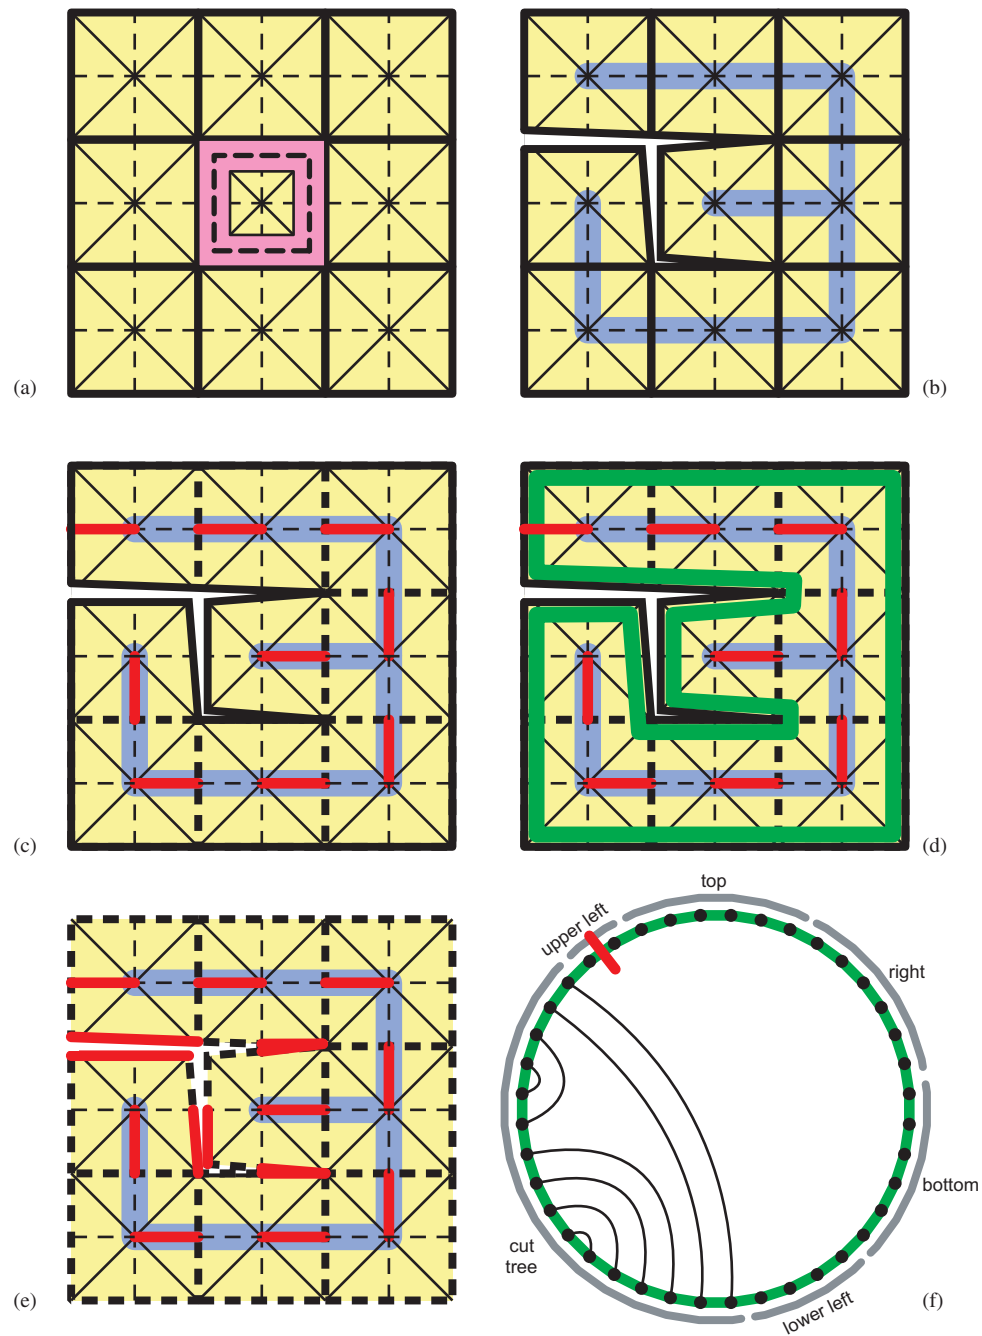 (a)
(b)
(c)
(d)
top
upper left
right
bottom
cut
tree
lower left
(e)
(f)